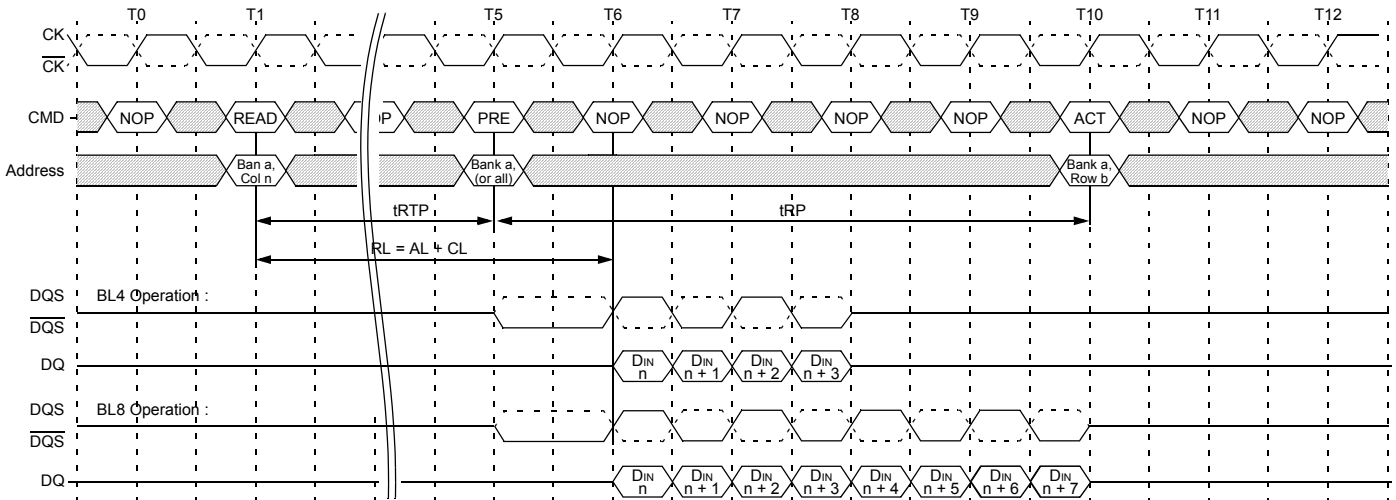 T0 T1 T5 T6 T7 T8 T9 T10 T11 T12
CK
CK
CMD NOP READ PRE NOP NOP NOP NOP ACT NOP NOP
Address Ban a, Col n Bank a, (or all) Bank a, Row b
tRTP tRP
RL = AL + CL
DQS BL4 Operation :
DQS
DQ DIN n DIN n + 1 DIN n + 2 DIN n + 3
DQS BL8 Operation :
DQS
DQ DIN n DIN n + 1 DIN n + 2 DIN n + 3 DIN n + 4 DIN n + 5 DIN n + 6 DIN n + 7